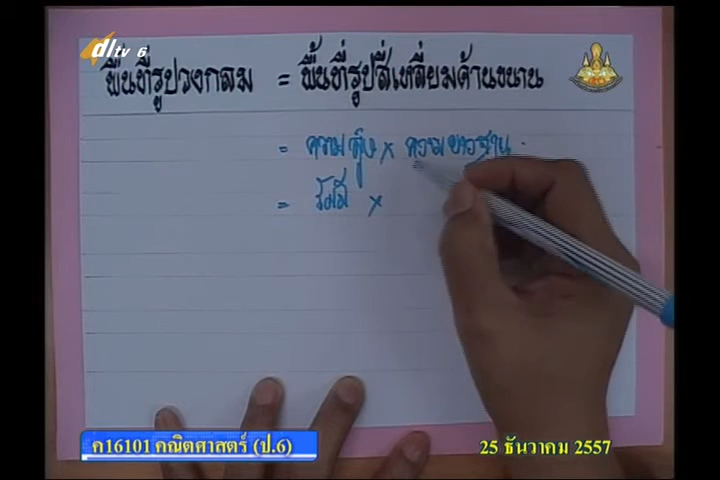 dltv 6
พื้นที่รูปวงกลม = พื้นที่รูปสี่เหลี่ยมด้านขนาน
= ความสูง × ความยาวฐาน
= รัศมี ×
ค16101 คณิตศาสตร์ (ป.6)
25 ธันวาคม 2557